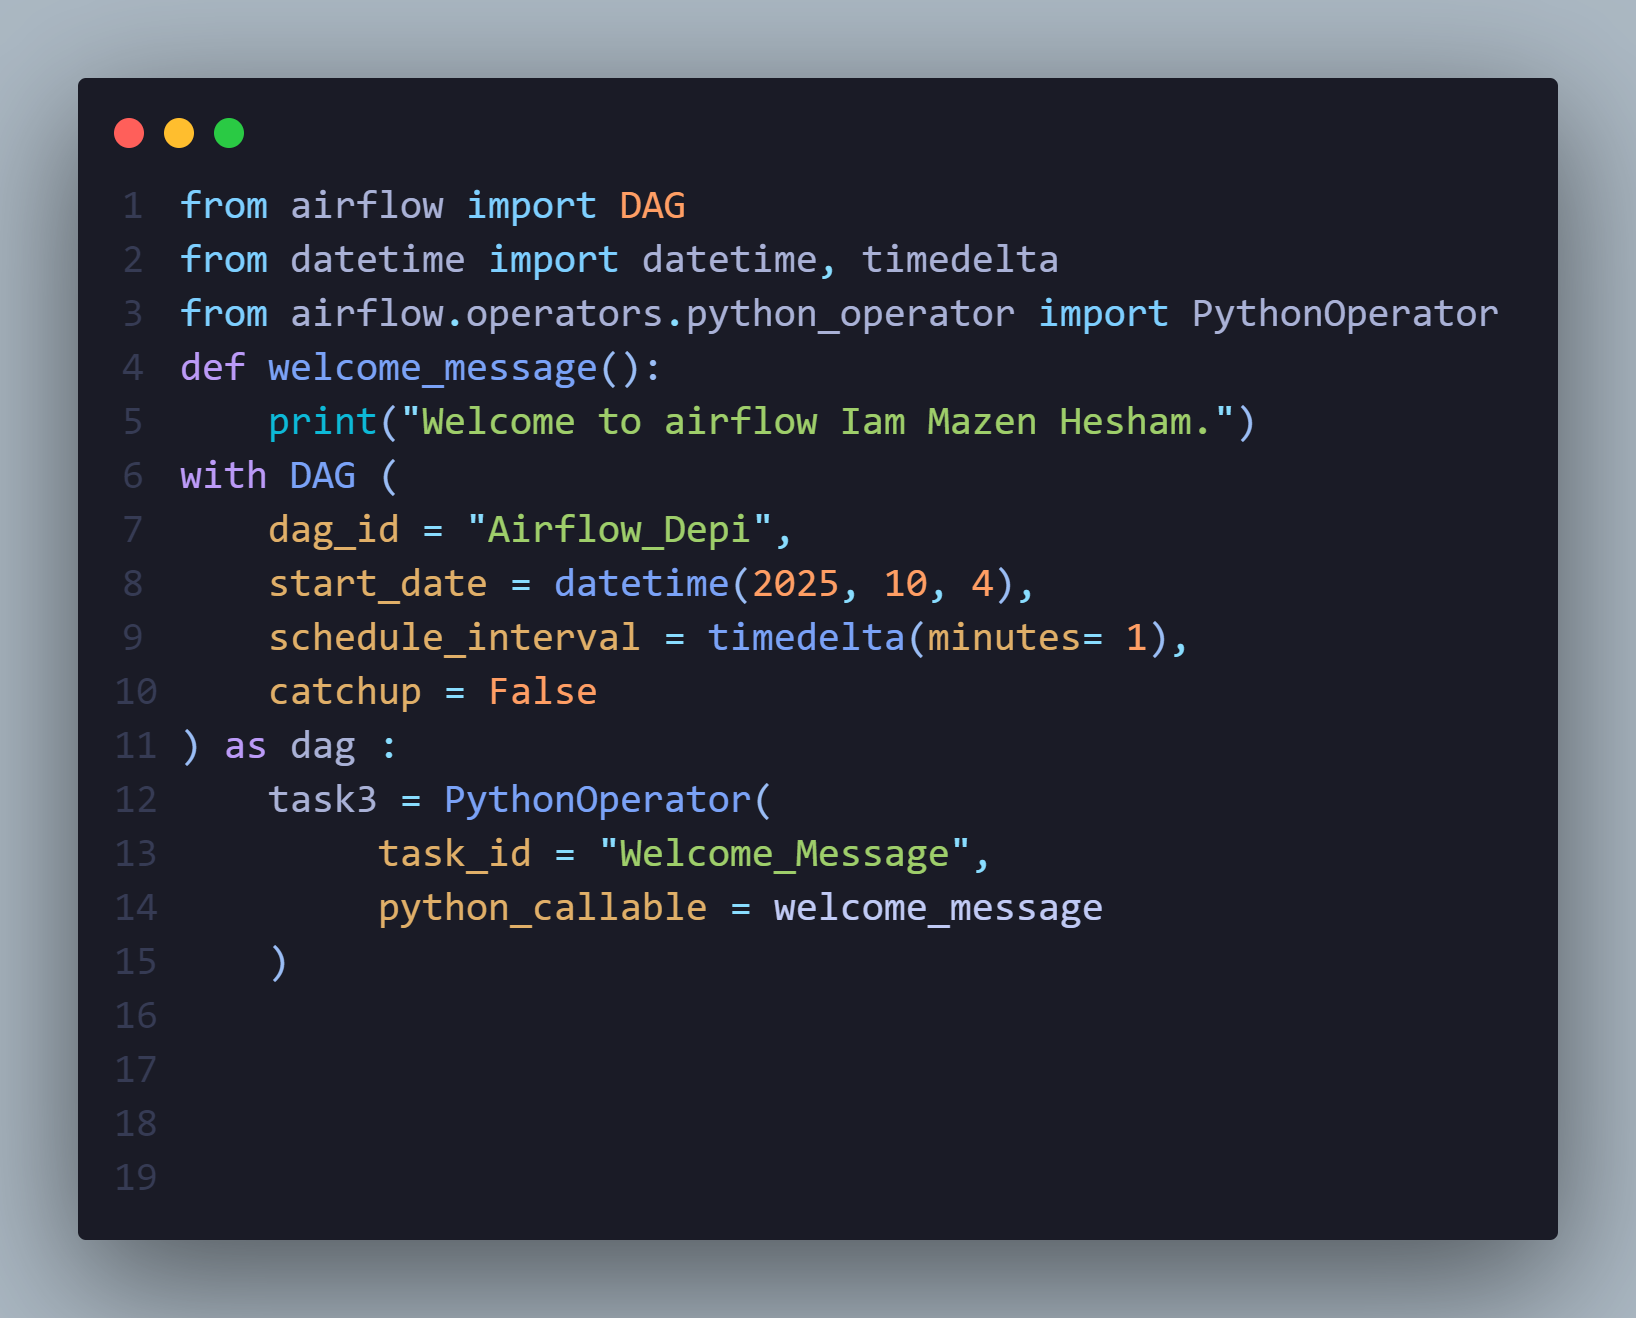 1 from airflow import DAG
2 from datetime import datetime, timedelta
3 from airflow.operators.python_operator import PythonOperator
4 def welcome_message():
5     print("Welcome to airflow Iam Mazen Hesham.")
6 with DAG (
7     dag_id = "Airflow_Depi",
8     start_date = datetime(2025, 10, 4),
9     schedule_interval = timedelta(minutes= 1),
10     catchup = False
11 ) as dag :
12     task3 = PythonOperator(
13          task_id = "Welcome_Message",
14          python_callable = welcome_message
15     )
16
17
18
19